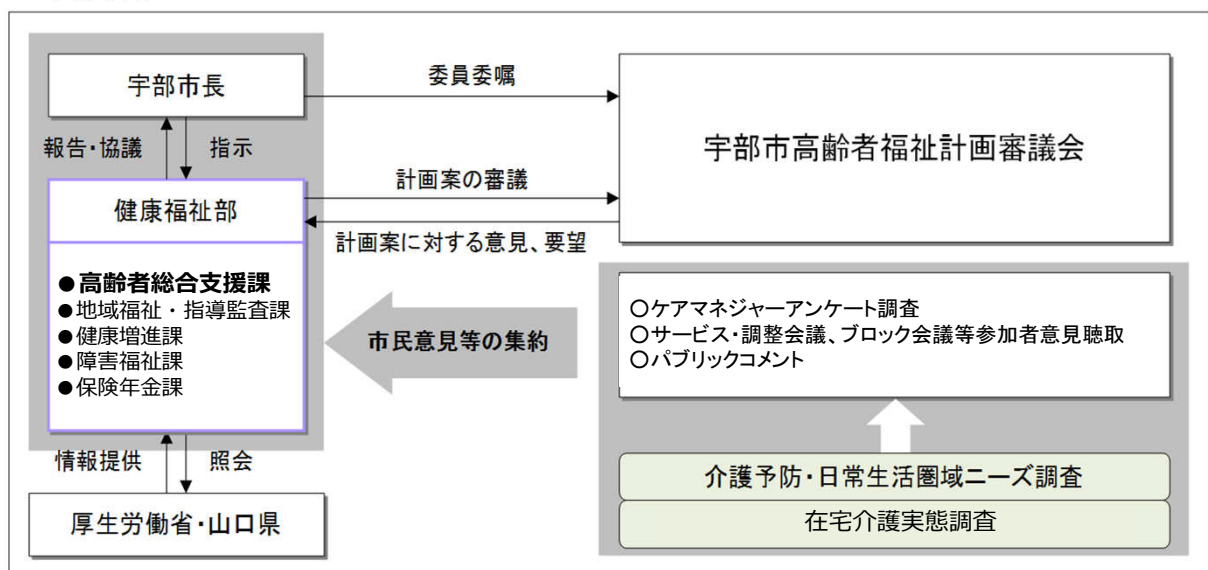 宇部市長
委員委嘱
宇部市高齢者福祉計画審議会
報告・協議
指示
計画案の審議
健康福祉部
計画案に対する意見、要望
●高齢者総合支援課
●地域福祉・指導監査課
●健康増進課
●障害福祉課
●保険年金課
市民意見等の集約
○ケアマネジャーアンケート調査
○サービス・調整会議、ブロック会議等参加者意見聴取
○パブリックコメント
情報提供
照会
介護予防・日常生活圏域ニーズ調査
在宅介護実態調査
厚生労働省・山口県